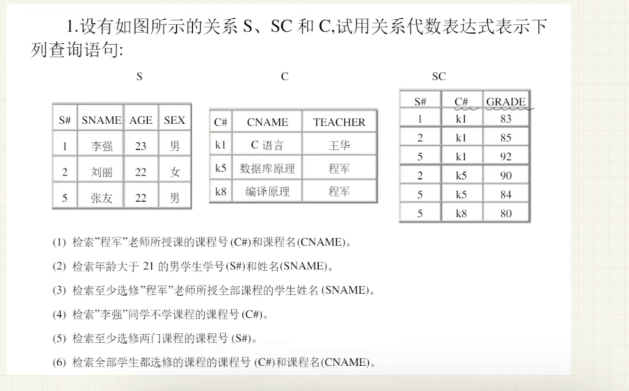 1.设有如图所示的关系 S、SC 和 C,试用关系代数表达式表示下
列查询语句:
S
C
SC
S# SNAME AGE SEX
1 李强 23 男
2 刘丽 22 女
5 张友 22 男
C# CNAME TEACHER
k1 C 语言 王华
k5 数据库原理 程军
k8 编译原理 程军
S# C# GRADE
1 k1 83
2 k1 85
5 k1 92
2 k5 90
5 k5 84
5 k8 80
(1) 检索"程军"老师所授课的课程号 (C#)和课程名(CNAME)。
(2) 检索年龄大于 21 的男学生学号(S#)和姓名(SNAME)。
(3) 检索至少选修"程军"老师所授全部课程的学生姓名 (SNAME)。
(4) 检索"李强"同学不学课程的课程号 (C#)。
(5) 检索至少选修两门课程的课程号 (S#)。
(6) 检索全部学生都选修的课程的课程号 (C#)和课程名(CNAME)。